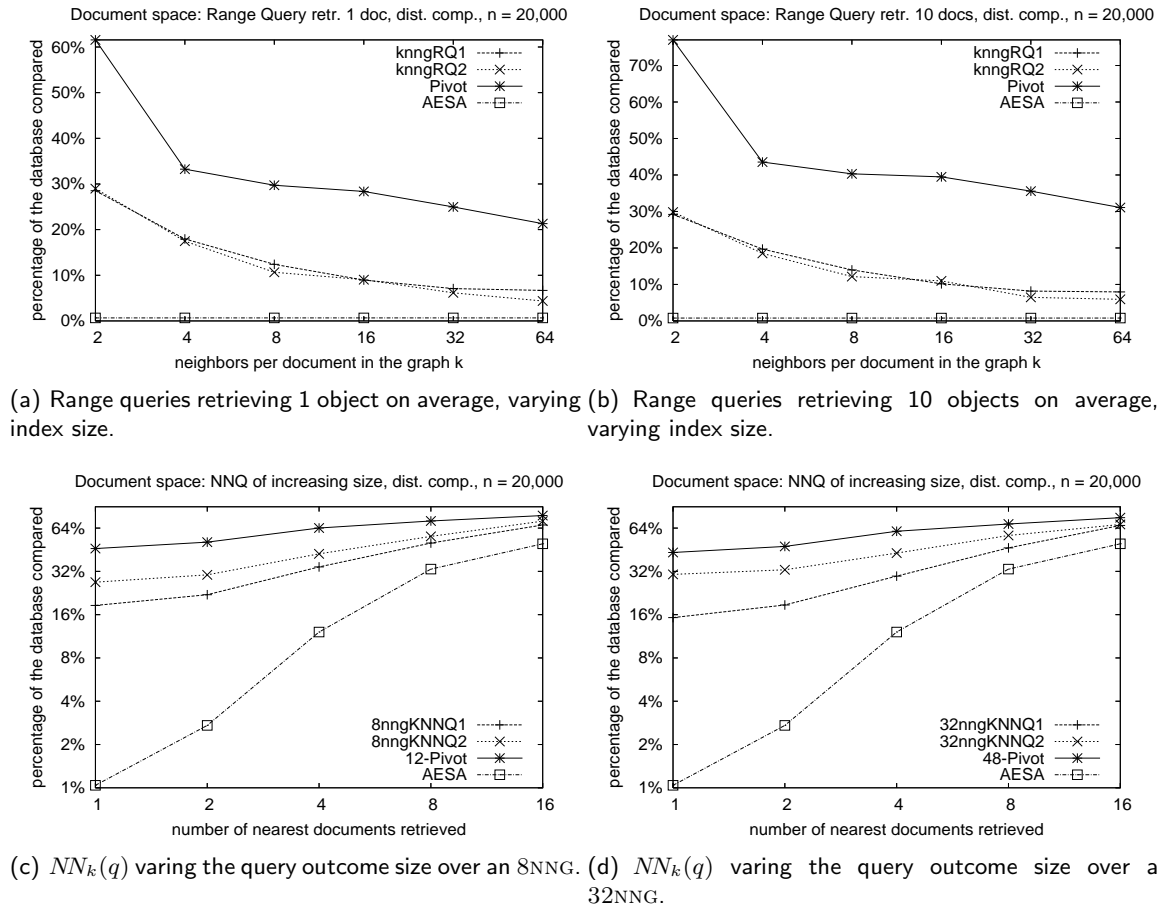 Document space: Range Query retr. 1 doc, dist. comp., n = 20,000
percentage of the database compared
60%
50%
40%
30%
20%
10%
0%
knngRQ1
knngRQ2
Pivot
AESA
2 4 8 16 32 64
neighbors per document in the graph k
(a) Range queries retrieving 1 object on average, varying
index size.
Document space: Range Query retr. 10 docs, dist. comp., n = 20,000
percentage of the database compared
70%
60%
50%
40%
30%
20%
10%
0%
knngRQ1
knngRQ2
Pivot
AESA
2 4 8 16 32 64
neighbors per document in the graph k
(b) Range queries retrieving 10 objects on average,
varying index size.
Document space: NNQ of increasing size, dist. comp., n = 20,000
percentage of the database compared
64%
32%
16%
8%
4%
2%
1%
8nngKNNQ1
8nngKNNQ2
12-Pivot
AESA
1 2 4 8 16
number of nearest documents retrieved
(c) NNk(q) varing the query outcome size over an 8NNG.
Document space: NNQ of increasing size, dist. comp., n = 20,000
percentage of the database compared
64%
32%
16%
8%
4%
2%
1%
32nngKNNQ1
32nngKNNQ2
48-Pivot
AESA
1 2 4 8 16
number of nearest documents retrieved
(d) NNk(q) varing the query outcome size over a
32NNG.